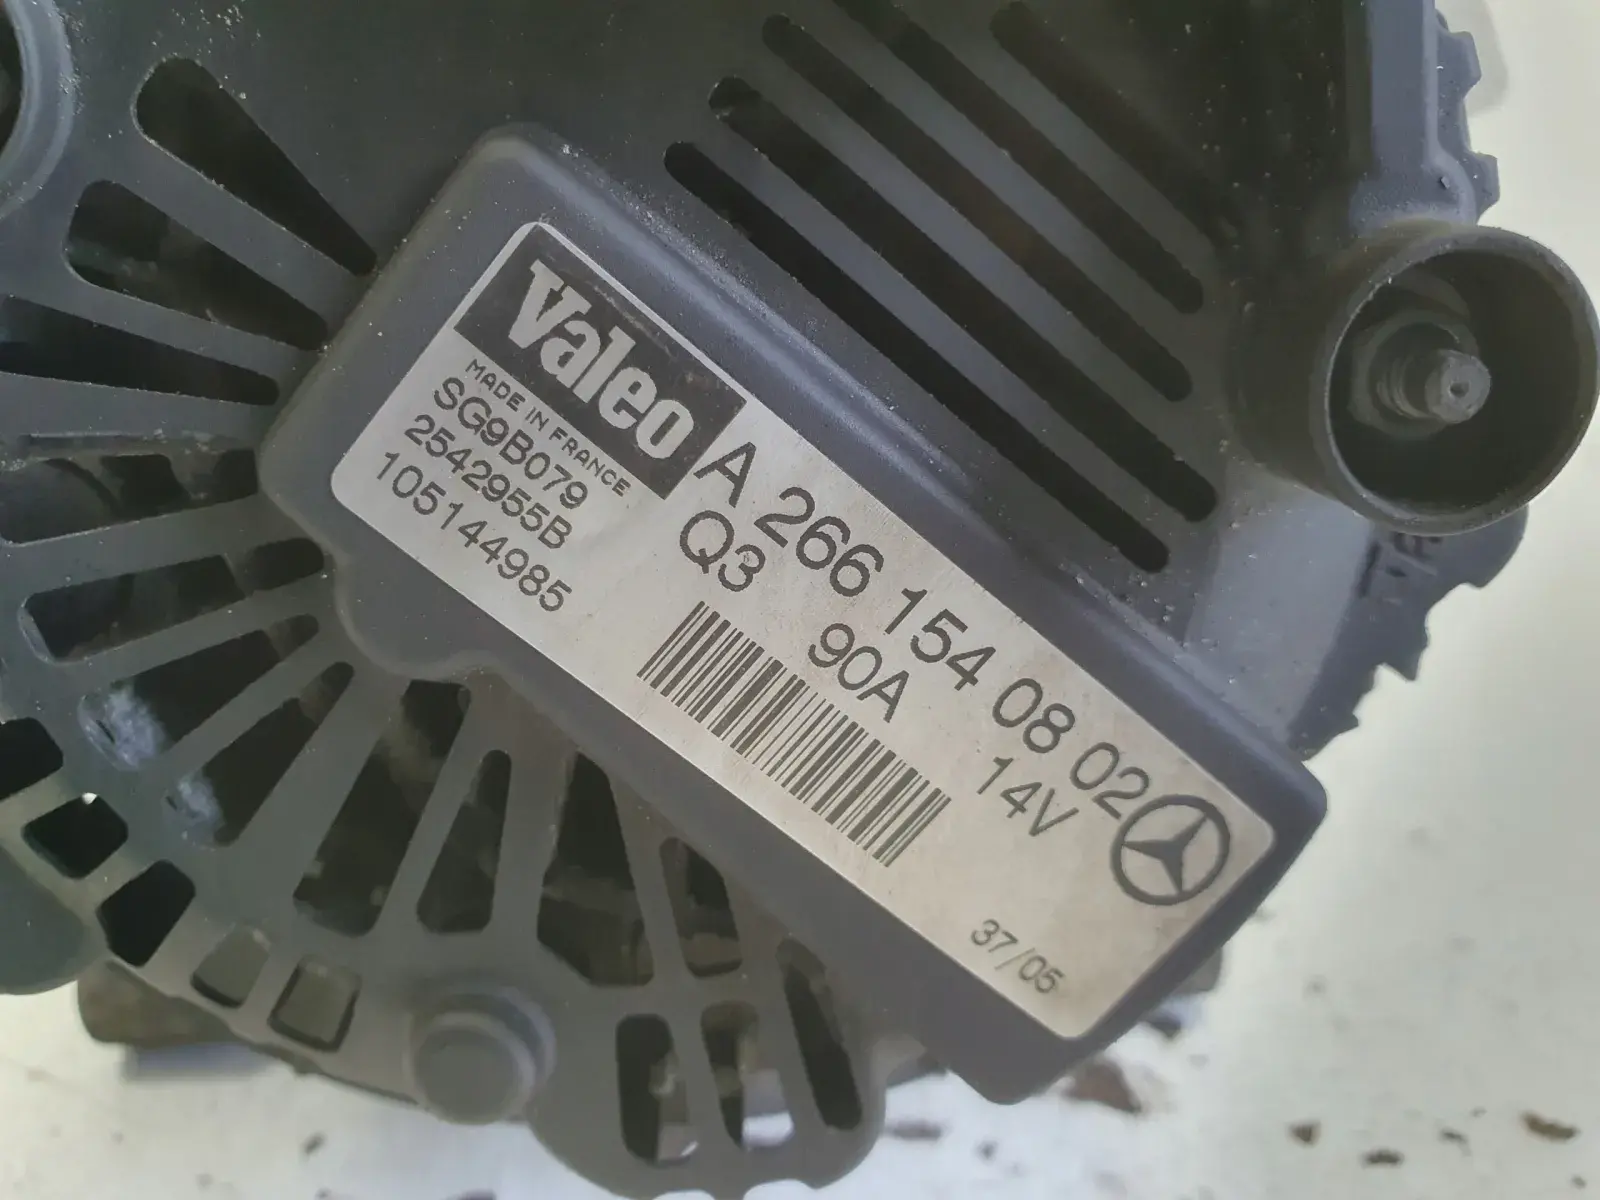 Valeo
MADE IN FRANCE
SG9B079
2542955B
105144985
A 266 154 08 02
Q3 90A 14V
37/05